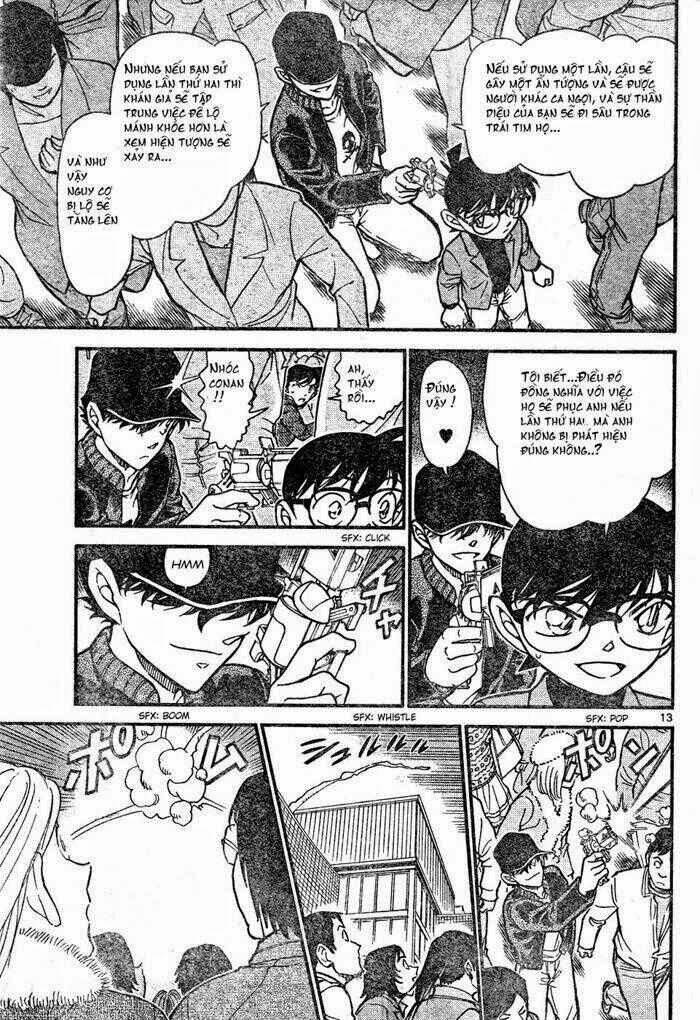 NẾU SỬ DỤNG MỘT LẦN, CẬU SẼ
GÂY MỘT ẤN TƯỢNG VÀ SẼ ĐƯỢC
NGƯỜI KHÁC CA NGỢI, VÀ SỰ THẦN
DIỆU CỦA BẠN SẼ ĐI SÂU TRONG
TRÁI TIM HỌ...
NHƯNG NẾU BẠN SỬ
DỤNG LẦN THỨ HAI THÌ
KHÁN GIẢ SẼ TẬP
TRUNG VIỆC ĐỂ LỘ
MÁNH KHÓE HƠN LÀ
XEM HIỆN TƯỢNG SẼ
XẢY RA...
VÀ NHƯ
VẬY
NGUY CƠ
BỊ LỘ SẼ
TĂNG LÊN
TÔI BIẾT...ĐIỀU ĐÓ
ĐỒNG NGHĨA VỚI VIỆC
HỌ SẼ PHỤC ANH NẾU
LẦN THỨ HAI. MÀ ANH
KHÔNG BỊ PHÁT HIỆN
ĐÚNG KHÔNG..?
ĐÚNG
VẬY !
♥
AH,
THẤY
RỒI...
NHÓC
CONAN
!!
SFX: CLICK
HMM
チャ
13
SFX: POP
ポン
SFX: WHISTLE
シュルルル
SFX: BOOM
ボム